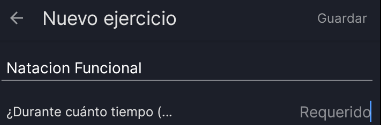 Nuevo ejercicio Guardar
Natacion Funcional
¿Durante cuánto tiempo (... Requerido